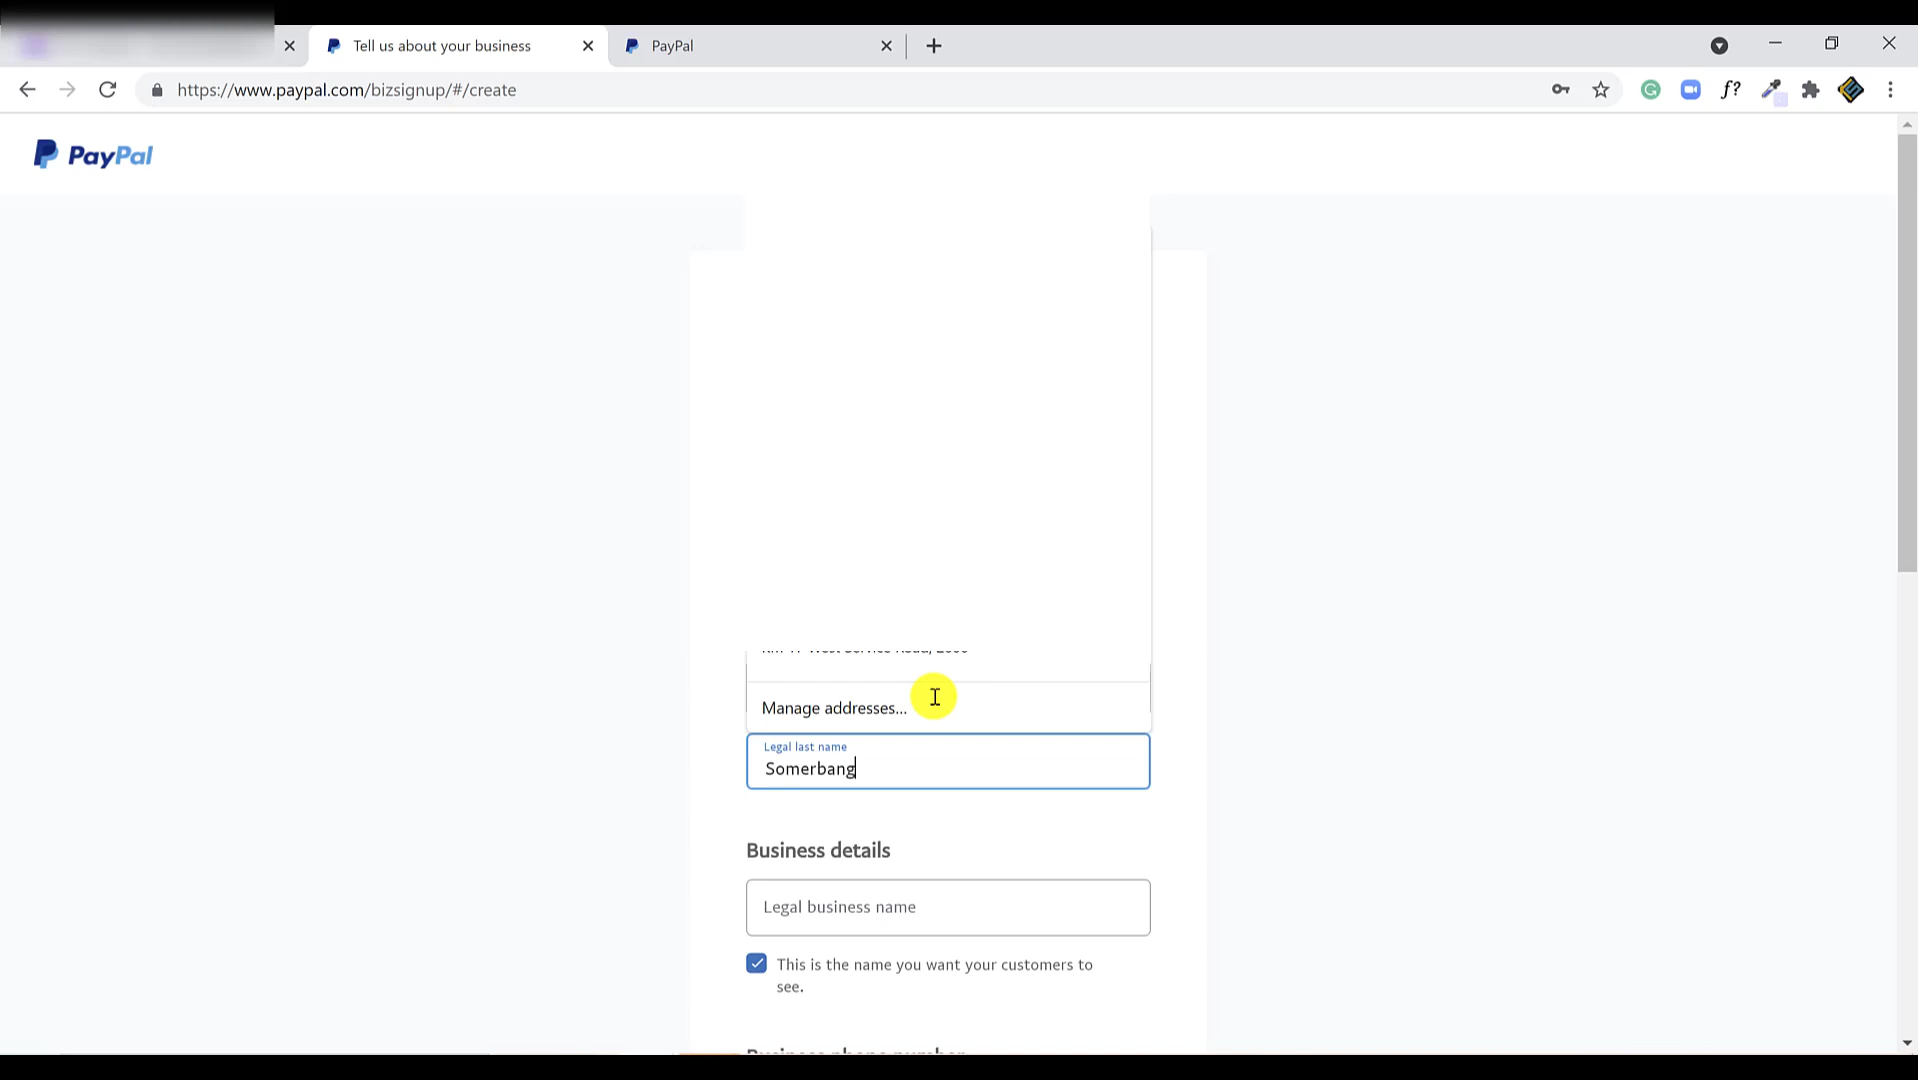 Tell us about your business
PayPal
https://www.paypal.com/bizsignup/#/create
f?
PayPal
Manage addresses...
Legal last name
Somerbang
Business details
Legal business name
This is the name you want your customers to
see.